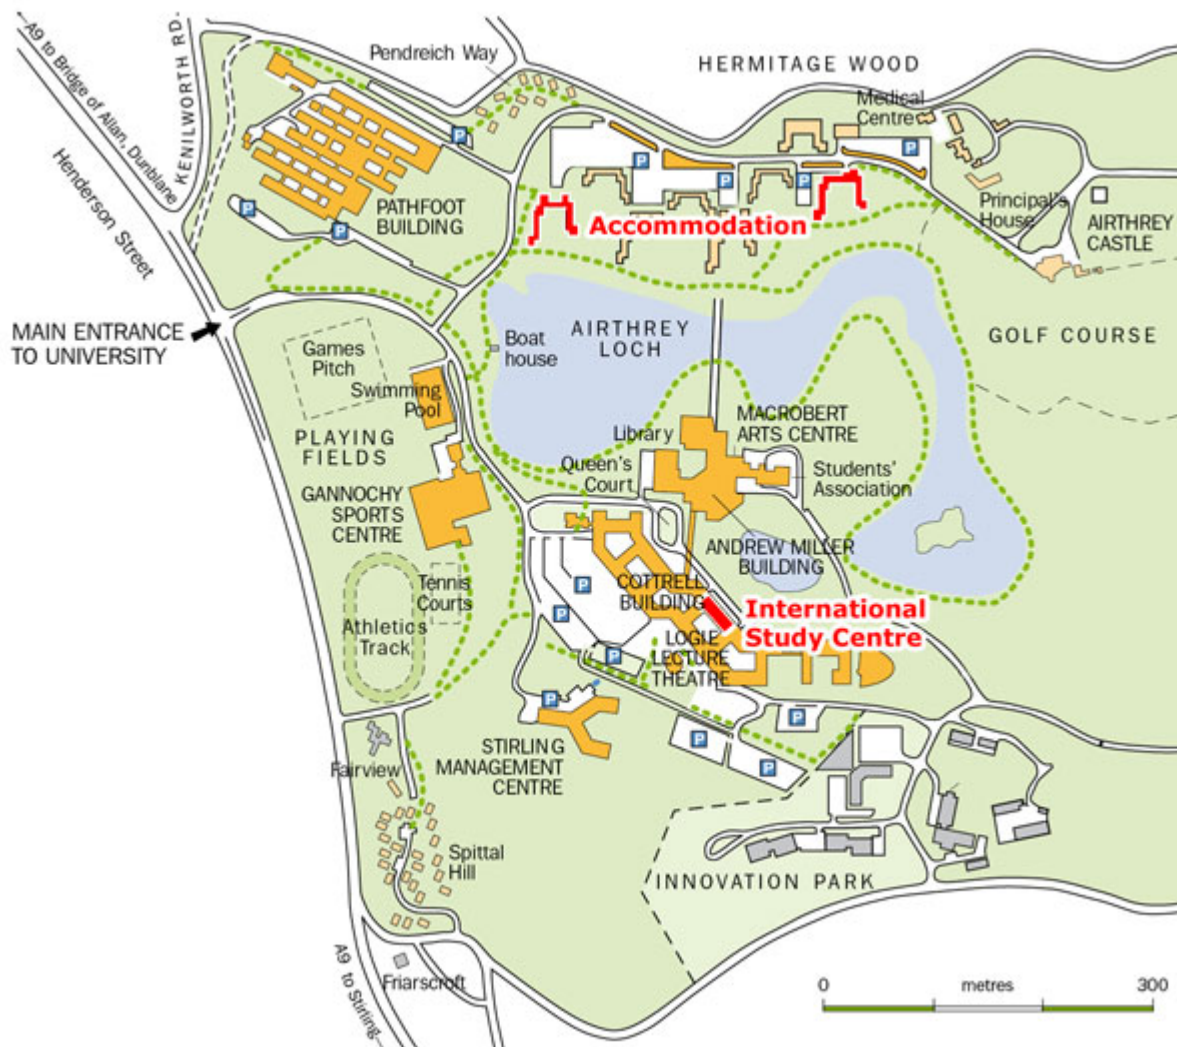 A9 to Bridge of Allan, Dunblane
KENILWORTH RD.
Henderson Street
Pendreich Way
HERMITAGE WOOD
Medical
Centre
P
P
P
P
P
P
P
PATHFOOT
BUILDING
Accommodation
Principal's
House
AIRTHREY
CASTLE
MAIN ENTRANCE
TO UNIVERSITY
Games
Pitch
Boat
house
AIRTHREY
LOCH
GOLF COURSE
Swimming
Pool
PLAYING
FIELDS
Library
MACROBERT
ARTS CENTRE
Queen's
Court
Students'
Association
GANNOCHY
SPORTS
CENTRE
ANDREW MILLER
BUILDING
Tennis
Courts
COTTRELL
BUILDING
P
P
P
International
Study Centre
Athletics
Track
LOGIE
LECTURE
THEATRE
P
P
P
P
STIRLING
MANAGEMENT
CENTRE
Fairview
Spittal
Hill
INNOVATION PARK
A9 to Stirling
Friarscroft
0 metres 300